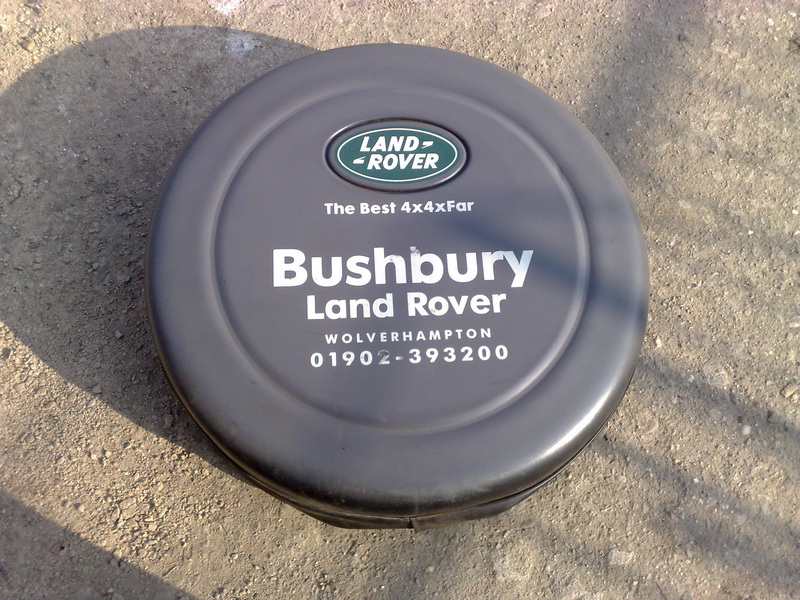 LAND-
-ROVER
The Best 4x4xFar
Bushbury
Land Rover
WOLVERHAMPTON
01902-393200